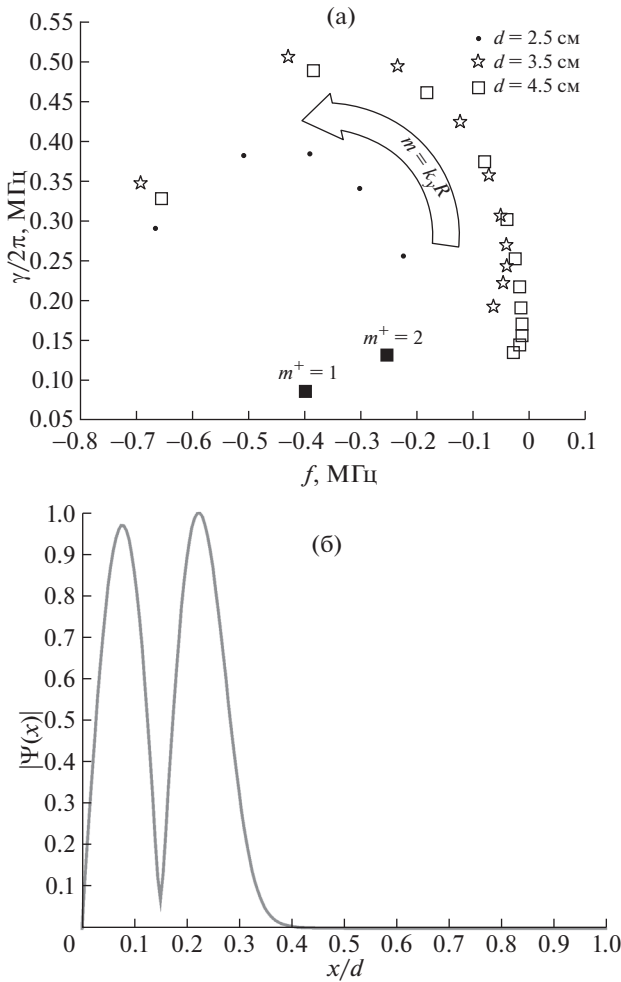 (а)
0.55
0.50
0.45
0.40
0.35
0.30
0.25
0.20
0.15
0.10
0.05
γ/2π, МГц
d = 2.5 см
d = 3.5 см
d = 4.5 см
m = k_yR
m⁺ = 2
m⁺ = 1
–0.8 –0.7 –0.6 –0.5 –0.4 –0.3 –0.2 –0.1 0 0.1
f, МГц
(б)
1.0
0.9
0.8
0.7
0.6
0.5
0.4
0.3
0.2
0.1
|Ψ(x)|
0 0.1 0.2 0.3 0.4 0.5 0.6 0.7 0.8 0.9 1.0
x/d